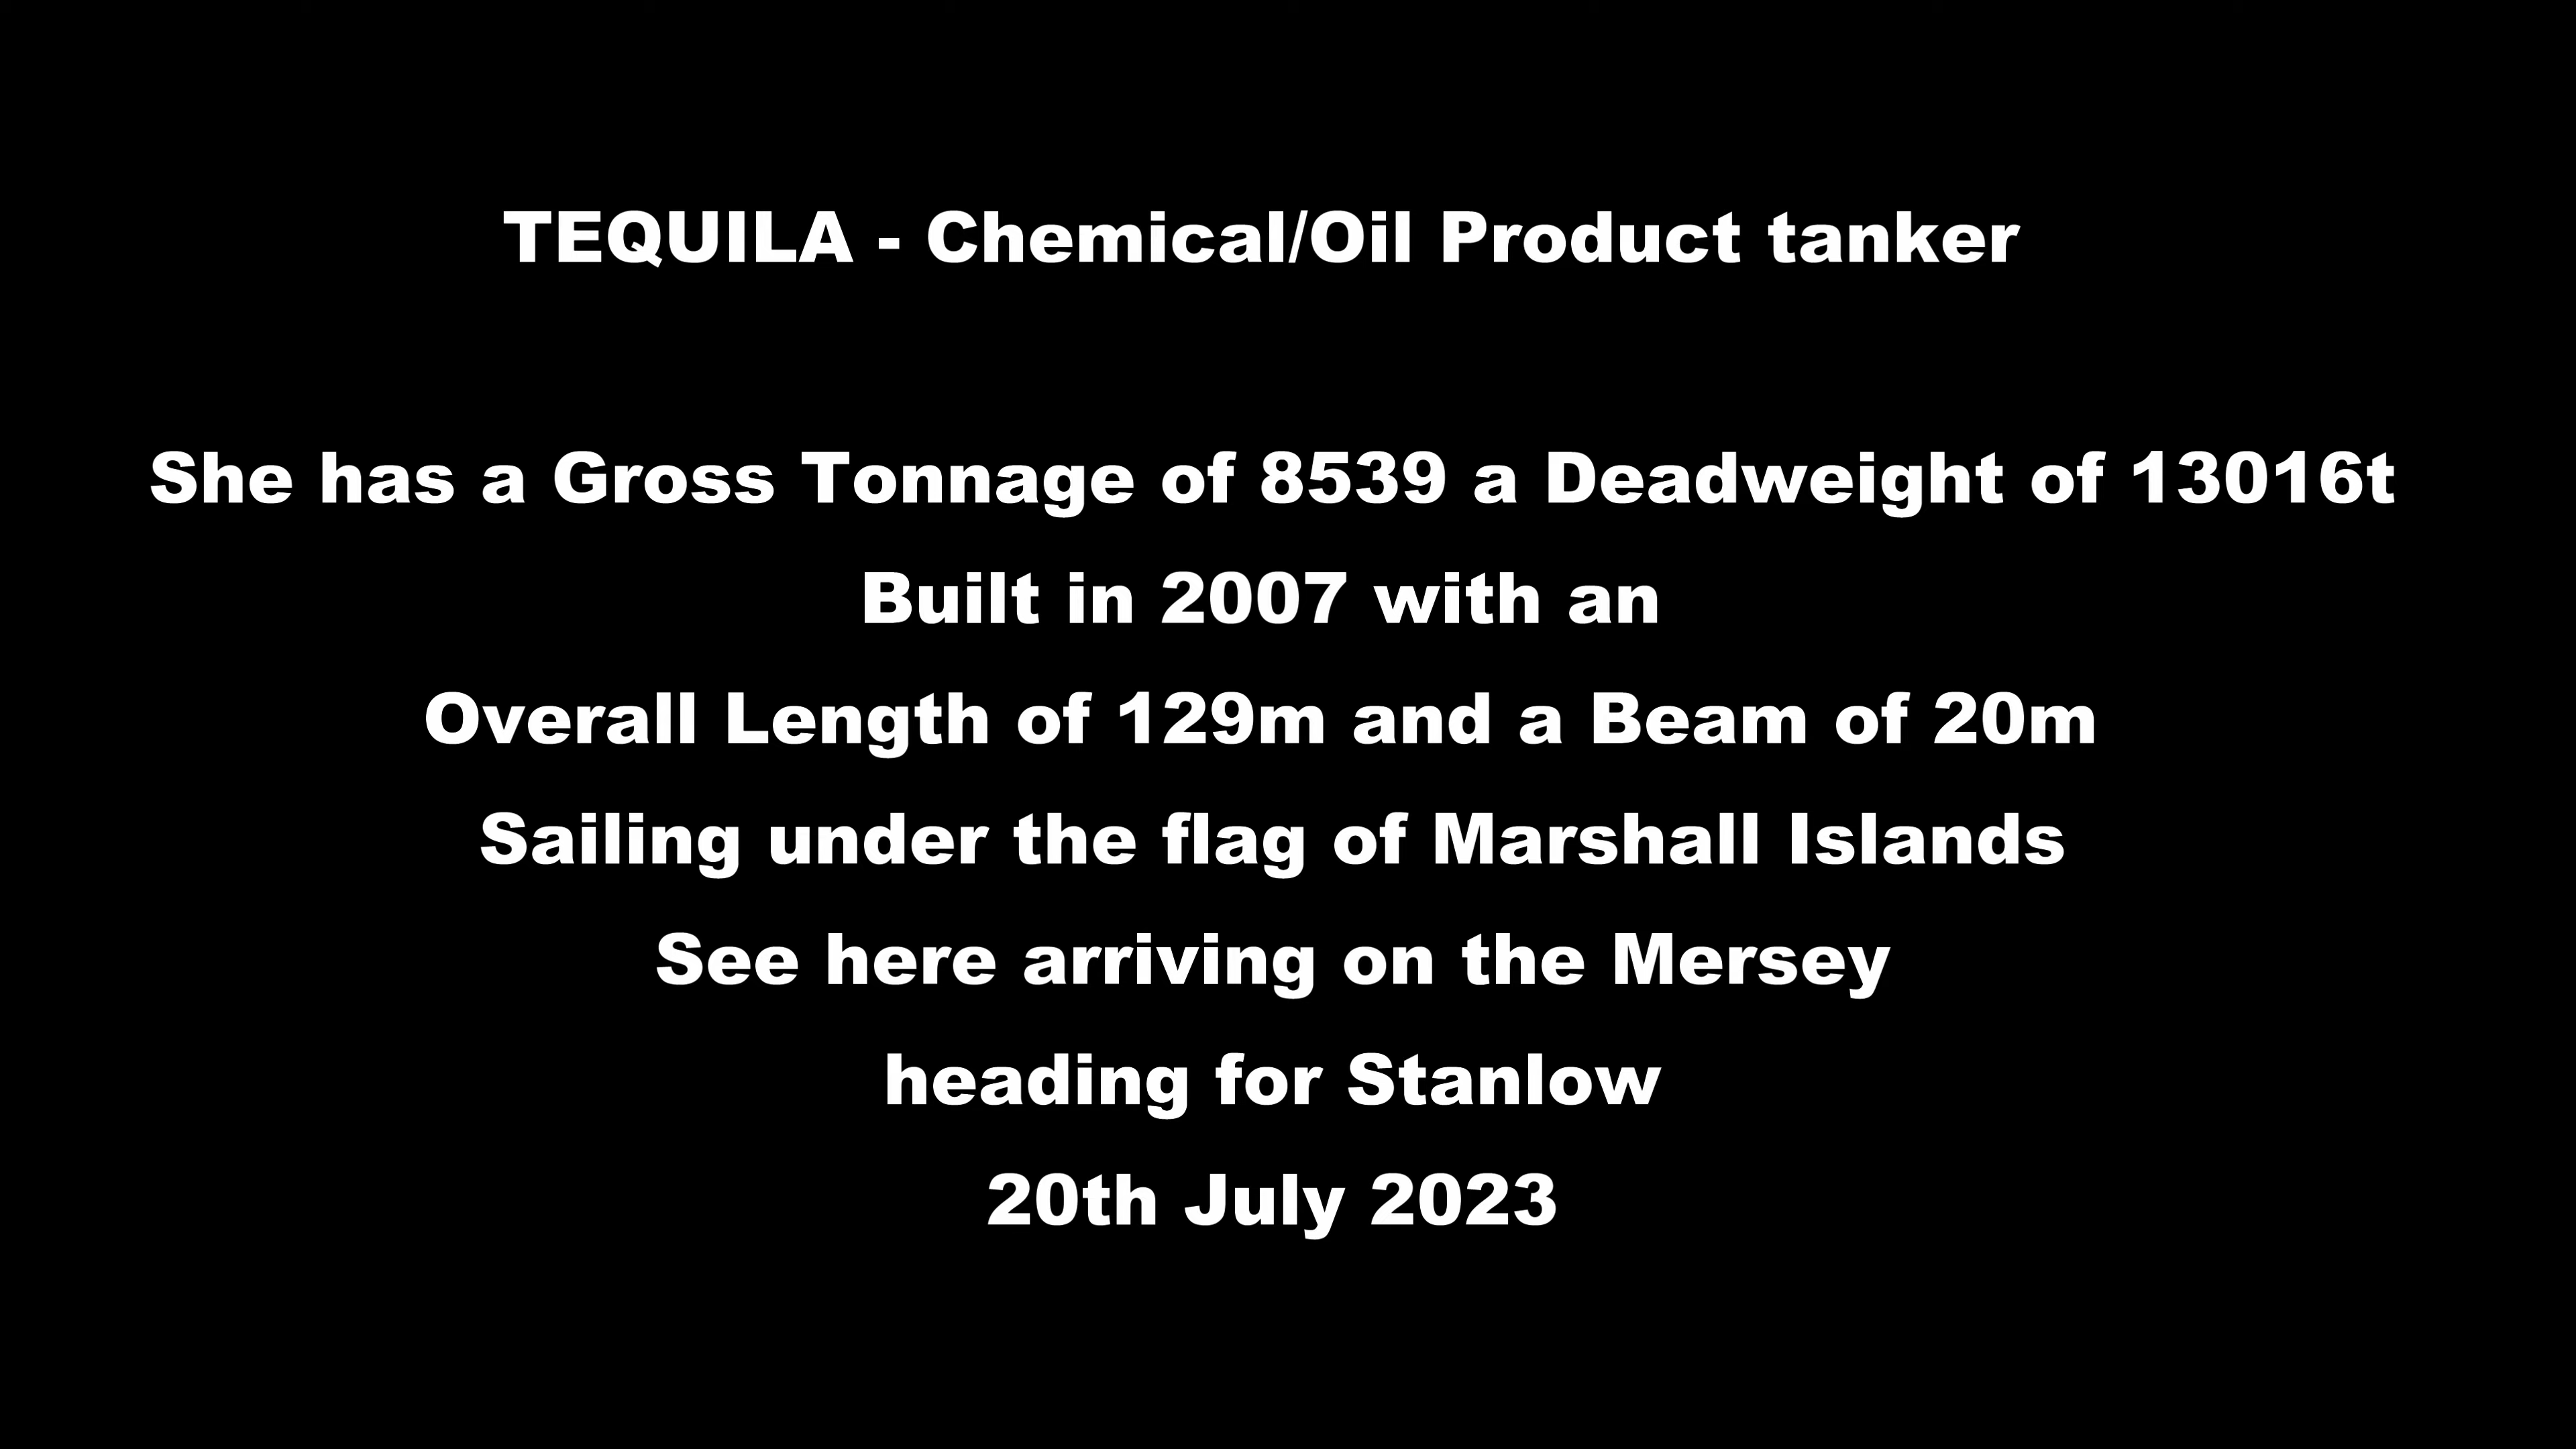 TEQUILA - Chemical/Oil Product tanker
She has a Gross Tonnage of 8539 a Deadweight of 13016t
Built in 2007 with an
Overall Length of 129m and a Beam of 20m
Sailing under the flag of Marshall Islands
See here arriving on the Mersey
heading for Stanlow
20th July 2023